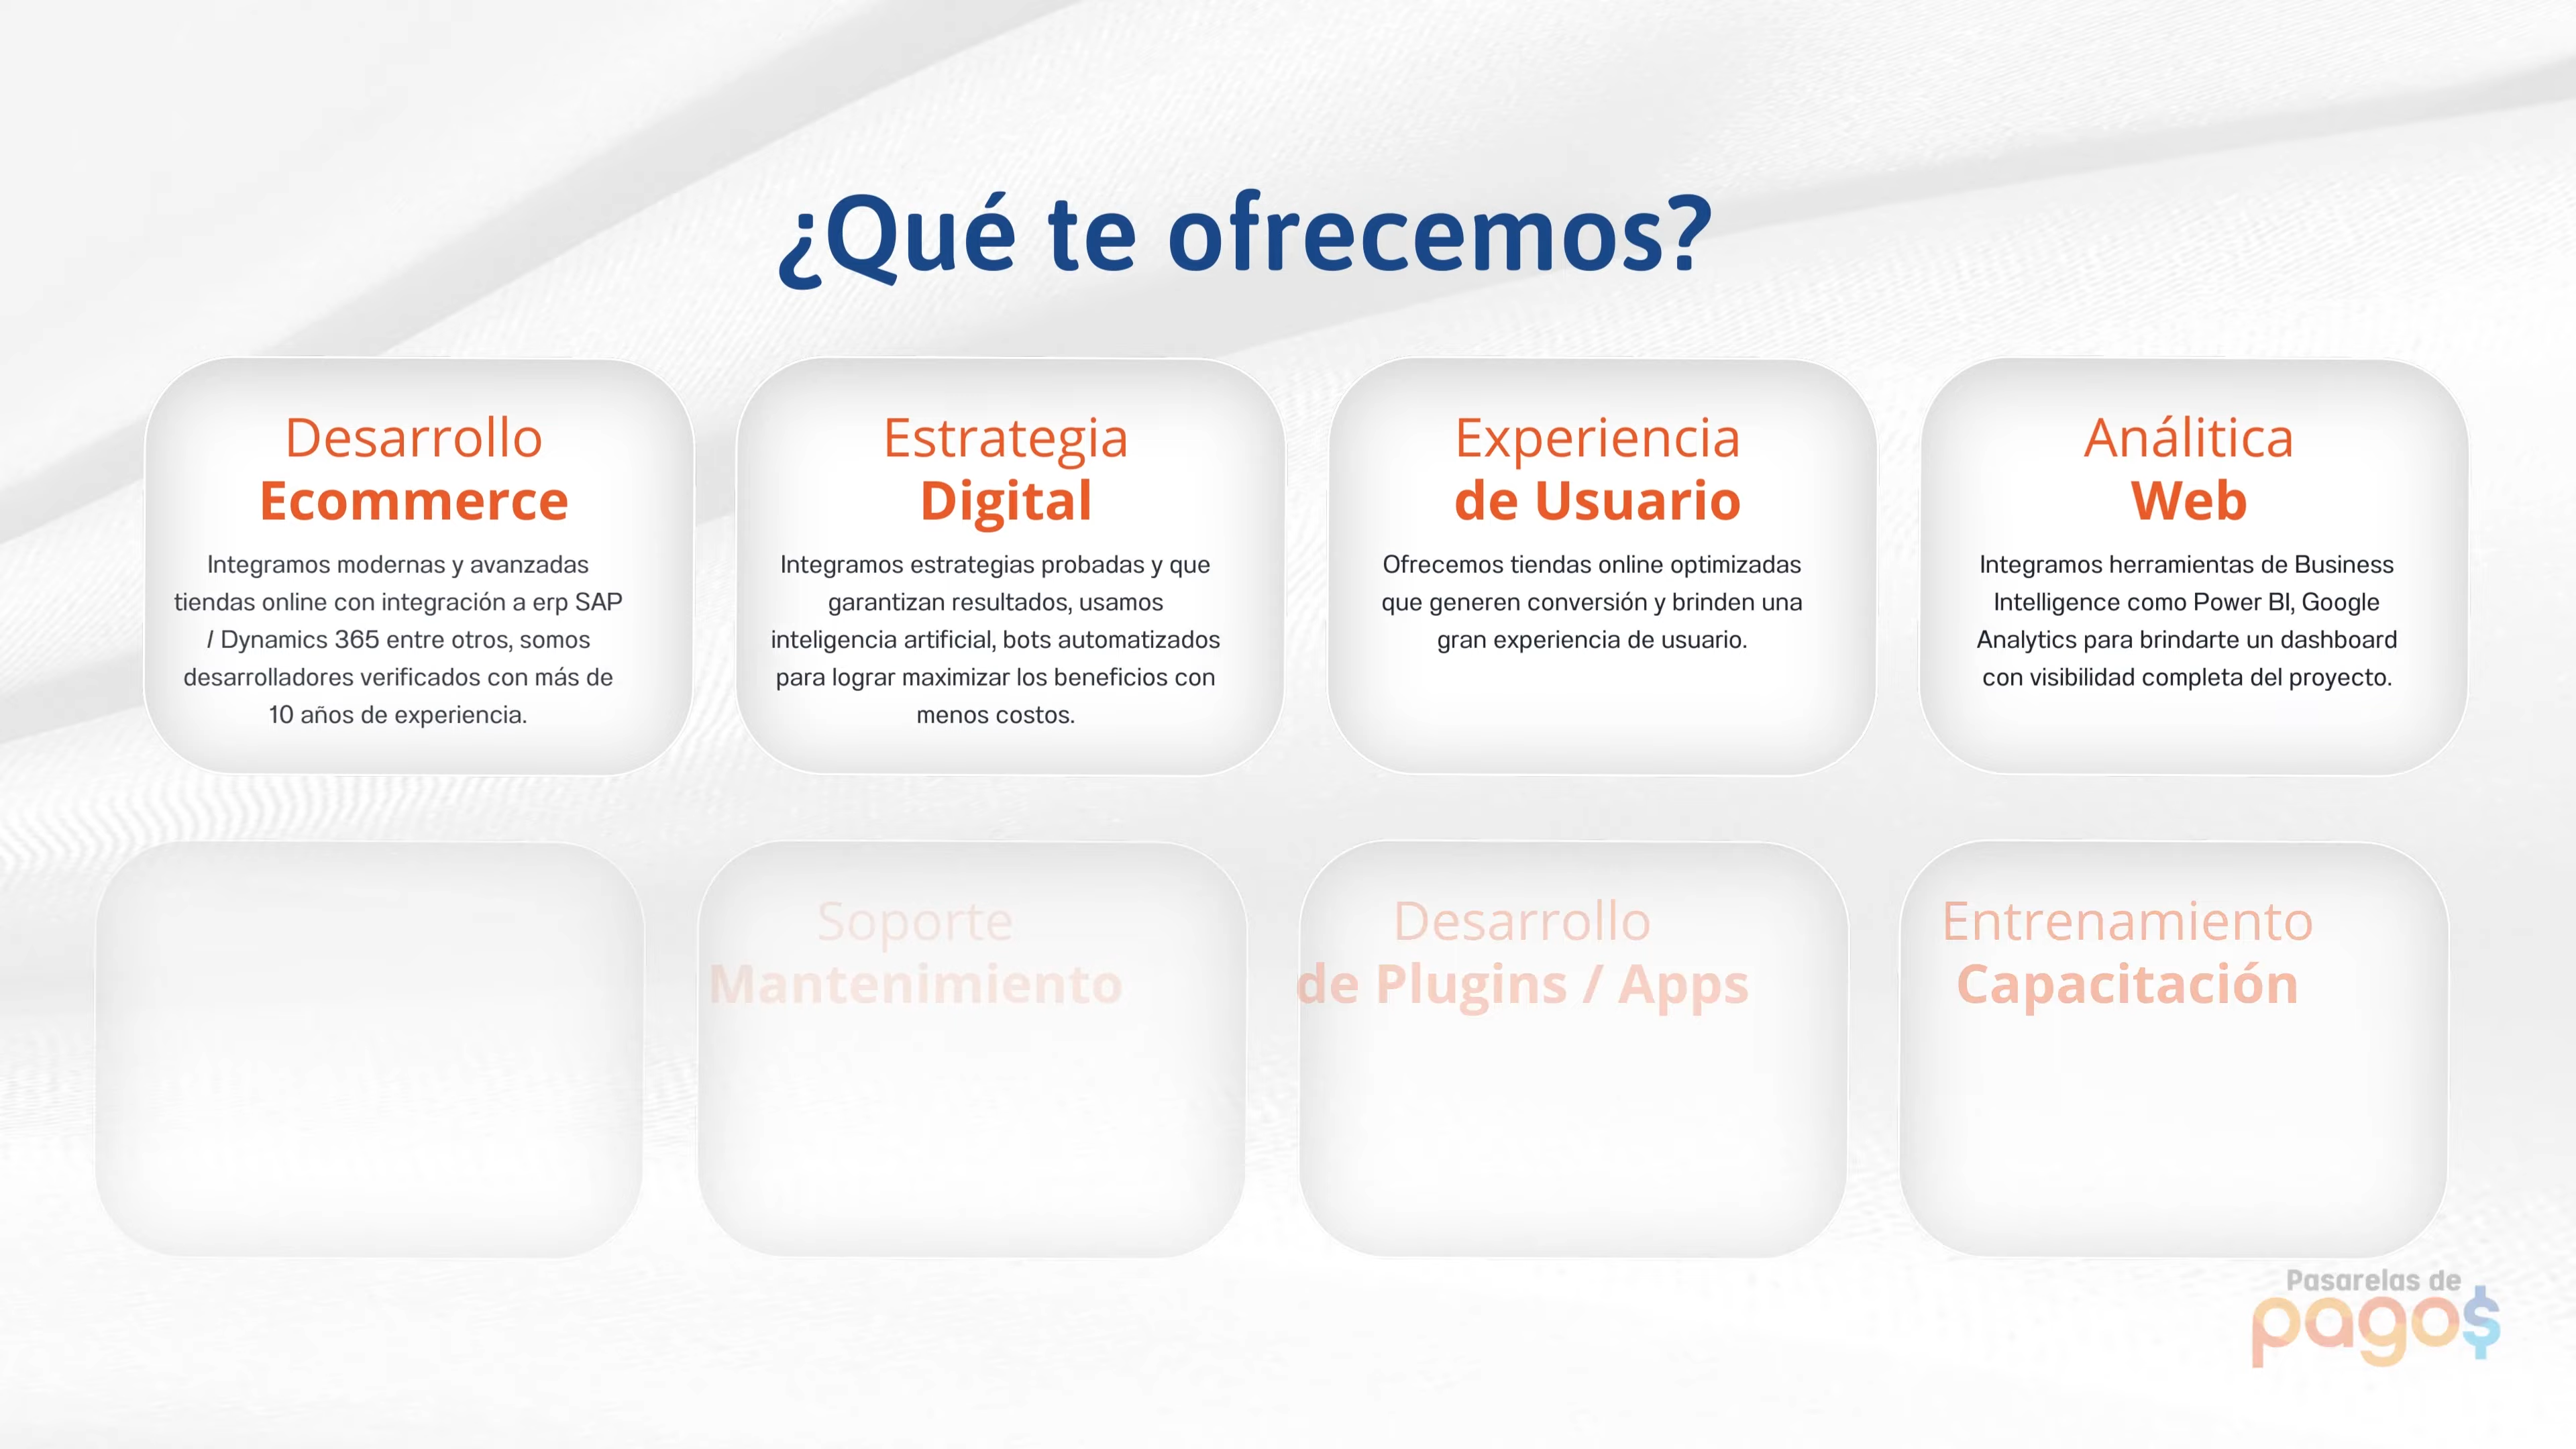 ¿Qué te ofrecemos?
Desarrollo
Ecommerce
Integramos modernas y avanzadas
tiendas online con integración a erp SAP
/ Dynamics 365 entre otros, somos
desarrolladores verificados con más de
10 años de experiencia.
Estrategia
Digital
Integramos estrategias probadas y que
garantizan resultados, usamos
inteligencia artificial, bots automatizados
para lograr maximizar los beneficios con
menos costos.
Experiencia
de Usuario
Ofrecemos tiendas online optimizadas
que generen conversión y brinden una
gran experiencia de usuario.
Análitica
Web
Integramos herramientas de Business
Intelligence como Power BI, Google
Analytics para brindarte un dashboard
con visibilidad completa del proyecto.
Soporte
Mantenimiento
Desarrollo
de Plugins / Apps
Entrenamiento
Capacitación
Pasarelas de
pago$